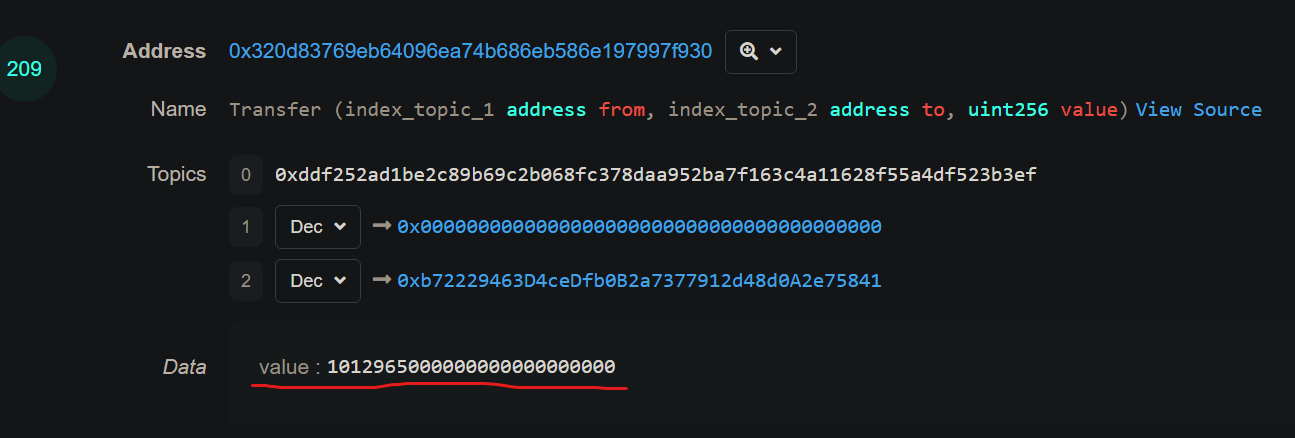 209
Address 0x320d83769eb64096ea74b686eb586e197997f930
Name Transfer (index_topic_1 address from, index_topic_2 address to, uint256 value) View Source
Topics 0 0xddf252ad1be2c89b69c2b068fc378daa952ba7f163c4a11628f55a4df523b3ef
1 Dec 0x0000000000000000000000000000000000000000
2 Dec 0xb72229463D4ceDfb0B2a7377912d48d0A2e75841
Data value : 1012965000000000000000000